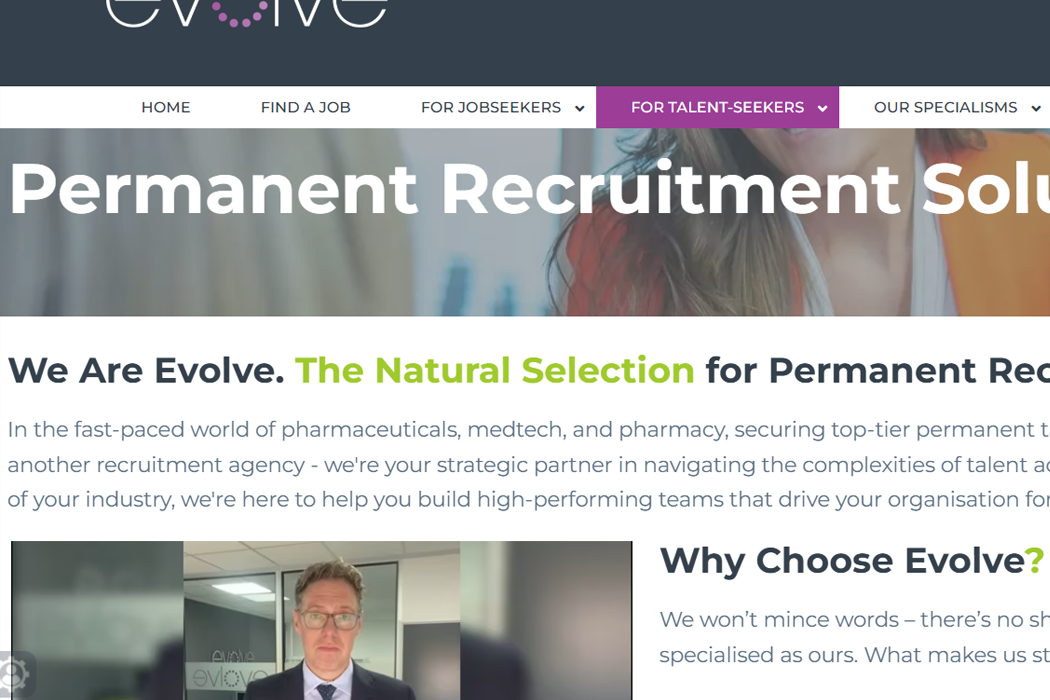 evolve
HOME FIND A JOB FOR JOBSEEKERS FOR TALENT-SEEKERS OUR SPECIALISMS
Permanent Recruitment Solu
We Are Evolve. The Natural Selection for Permanent Rec
In the fast-paced world of pharmaceuticals, medtech, and pharmacy, securing top-tier permanent t
another recruitment agency - we're your strategic partner in navigating the complexities of talent ac
of your industry, we're here to help you build high-performing teams that drive your organisation for
Why Choose Evolve?
We won’t mince words – there’s no sh
specialised as ours. What makes us st
evolve
evolve